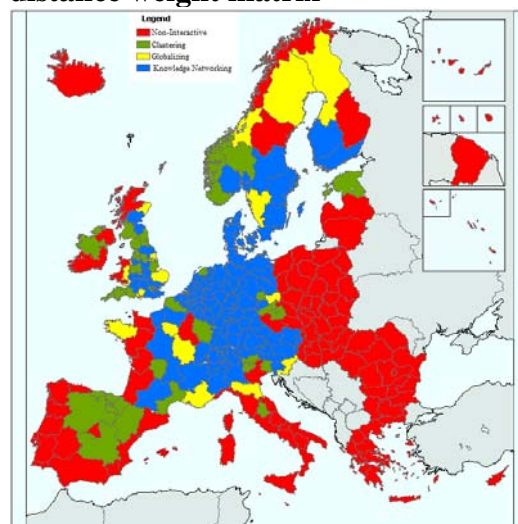 distance weight matrix
Legend
Non-Interactive
Clustering
Globalizing
Knowledge Networking